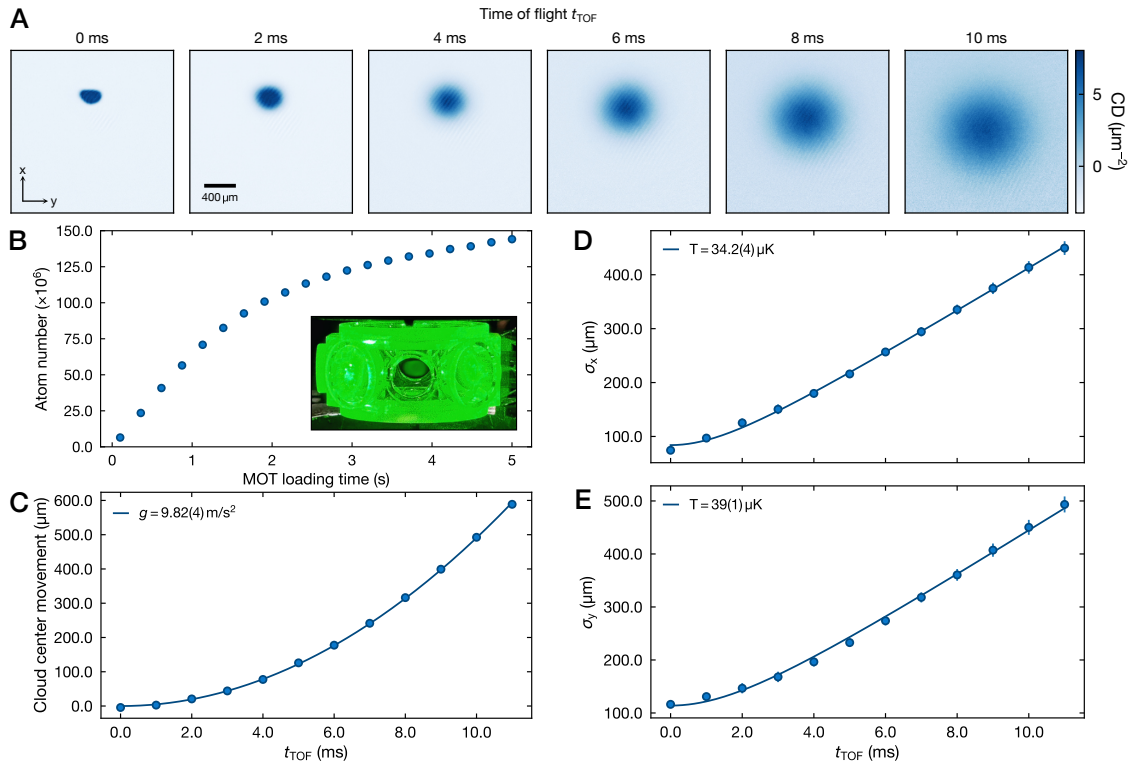 A
Time of flight t_TOF
0 ms 2 ms 4 ms 6 ms 8 ms 10 ms
x
y
400 µm
5
0
CD (µm⁻²)
B
150.0
125.0
100.0
75.0
50.0
25.0
0.0
Atom number (×10⁶)
0 1 2 3 4 5
MOT loading time (s)
C
600.0
500.0
400.0
300.0
200.0
100.0
0.0
Cloud center movement (µm)
g = 9.82(4) m/s²
0.0 2.0 4.0 6.0 8.0 10.0
t_TOF (ms)
D
400.0
300.0
200.0
100.0
σ_x (µm)
T = 34.2(4) µK
E
500.0
400.0
300.0
200.0
100.0
σ_y (µm)
T = 39(1) µK
0.0 2.0 4.0 6.0 8.0 10.0
t_TOF (ms)